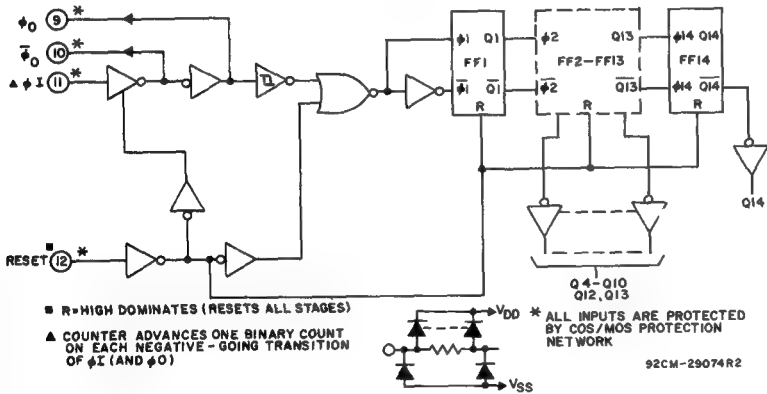 φ₀ 9 *
φ̅₀ 10 *
▲ φI 11 *
φ1 Q1
FF1
φ̅1 Q̅1
R
φ2 Q13
FF2-FF13
φ̅2 Q̅13
R
φ14 Q14
FF14
φ̅14 Q̅14
R
Q14
RESET ■ 12 *
Q4-Q10
Q12,Q13
■ R=HIGH DOMINATES (RESETS ALL STAGES)
▲ COUNTER ADVANCES ONE BINARY COUNT
ON EACH NEGATIVE-GOING TRANSITION
OF φI (AND φO)
VDD
VSS
* ALL INPUTS ARE PROTECTED
BY COS/MOS PROTECTION
NETWORK
92CM-29074R2